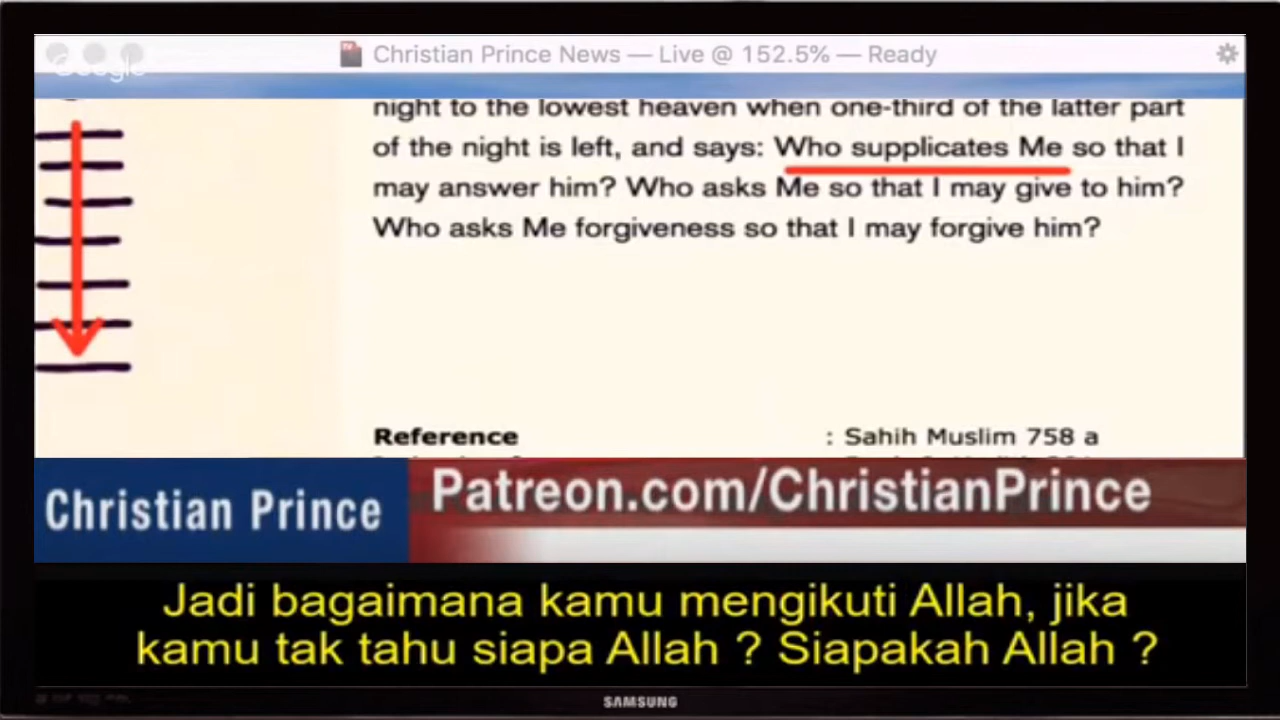 Christian Prince News — Live @ 152.5% — Ready
Google
night to the lowest heaven when one-third of the latter part
of the night is left, and says: Who supplicates Me so that I
may answer him? Who asks Me so that I may give to him?
Who asks Me forgiveness so that I may forgive him?
Reference : Sahih Muslim 758 a
Christian Prince
Patreon.com/ChristianPrince
Jadi bagaimana kamu mengikuti Allah, jika
kamu tak tahu siapa Allah ? Siapakah Allah ?
SAMSUNG